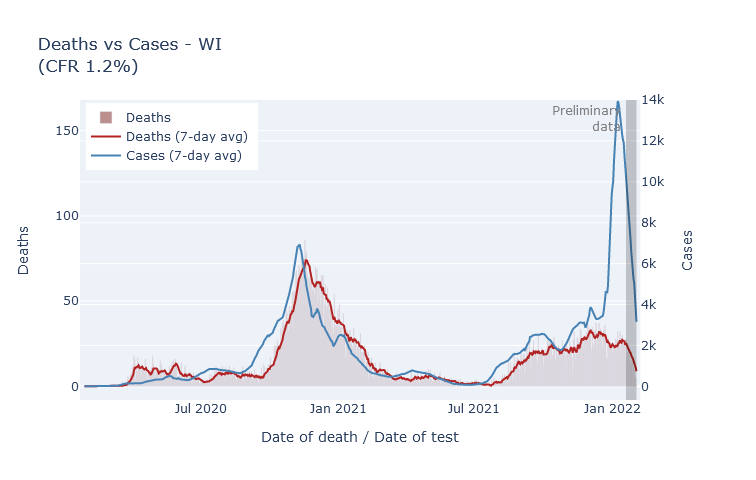 Deaths vs Cases - WI
(CFR 1.2%)
Deaths
Deaths (7-day avg)
Cases (7-day avg)
Preliminary
data
150
100
50
0
14k
12k
10k
8k
6k
4k
2k
0
Deaths
Cases
Jul 2020
Jan 2021
Jul 2021
Jan 2022
Date of death / Date of test